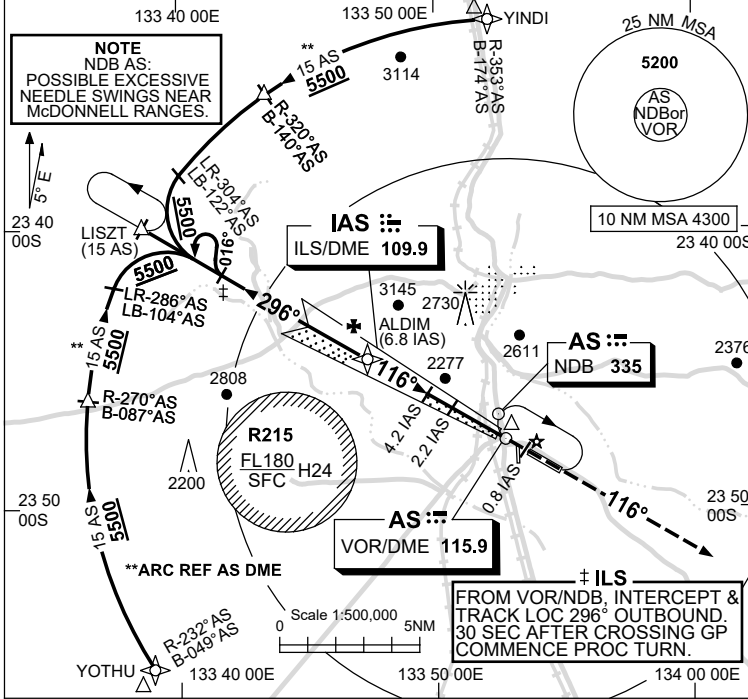 133 40 00E
133 50 00E
YINDI
25 NM MSA
5200
AS
NDBor
VOR
10 NM MSA 4300
NOTE
NDB AS:
POSSIBLE EXCESSIVE
NEEDLE SWINGS NEAR
McDONNELL RANGES.
5° E
** 15 AS
5500
3114
R-353°AS
B-174°AS
R-320°AS
B-140°AS
LR-304°AS
LB-122°AS
23 40
00S
23 40 00S
LISZT
(15 AS)
5500
5500
016°
‡
IAS
ILS/DME 109.9
296°
3145
ALDIM
(6.8 IAS)
2730
2611
2376
LR-286°AS
LB-104°AS
** 15 AS
5500
R-270°AS
B-087°AS
2808
116°
2277
AS
NDB 335
4.2 IAS
2.2 IAS
0.8 IAS
R215
FL180
SFC
H24
2200
116°
23 50
00S
23 50
00S
15 AS
5500
AS
VOR/DME 115.9
**ARC REF AS DME
‡ ILS
FROM VOR/NDB, INTERCEPT &
TRACK LOC 296° OUTBOUND.
30 SEC AFTER CROSSING GP
COMMENCE PROC TURN.
Scale 1:500,000
0
5NM
R-232°AS
B-049°AS
YOTHU
133 40 00E
133 50 00E
134 00 00E